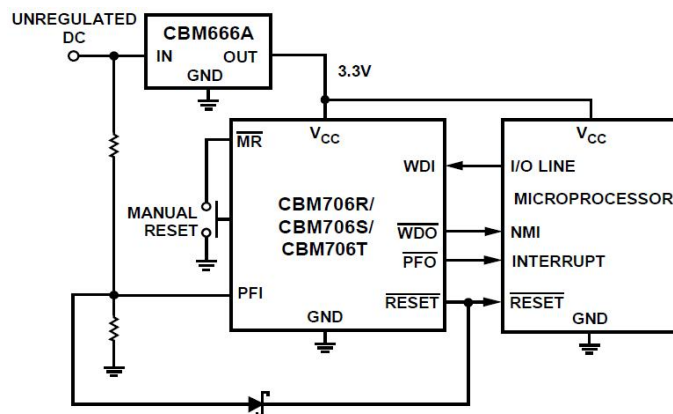 UNREGULATED
DC
CBM666A
IN
OUT
GND
3.3V
MR
VCC
WDI
CBM706R/
CBM706S/
CBM706T
MANUAL
RESET
WDO
PFO
PFI
RESET
GND
VCC
I/O LINE
MICROPROCESSOR
NMI
INTERRUPT
RESET
GND